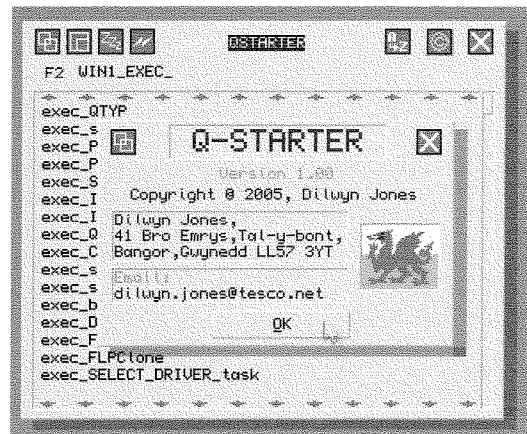 QSTARTER
A
Z
F2 WIN1_EXEC_
exec_QTYP
exec_s
exec_P
exec_P
exec_S
exec_I
exec_I
exec_Q
exec_C
exec_s
exec_s
exec_b
exec_D
exec_F
exec_FLPClone
exec_SELECT_DRIVER_task
Q-STARTER
Version 1.00
Copyright @ 2005, Dilwyn Jones
Dilwyn Jones,
41 Bro Emrys,Tal-y-bont,
Bangor,Gwynedd LL57 3YT
Email:
dilwyn.jones@tesco.net
OK